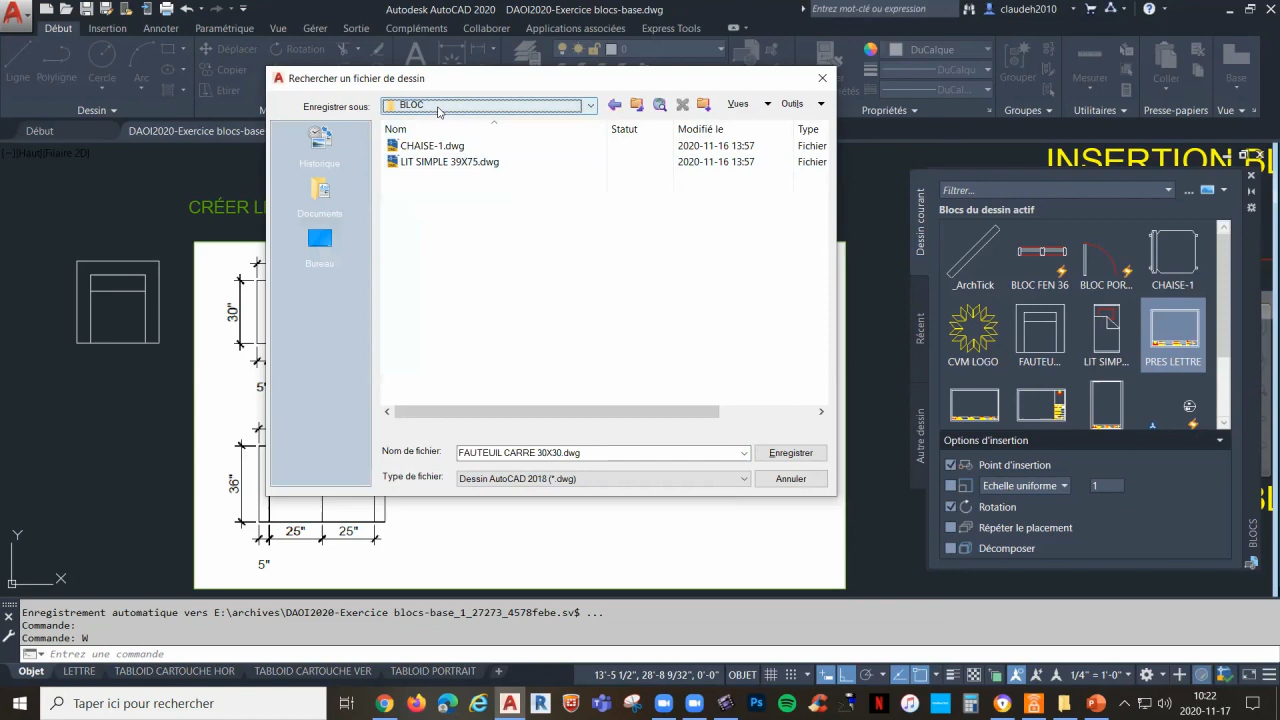 Autodesk AutoCAD 2020 DAOI2020-Exercice blocs-base.dwg
Entrez mot-clé ou expression
claudeh2010
Début Insertion Annoter Paramétrique Vue Gérer Sortie Compléments Collaborer Applications associées Express Tools
Ligne Polyligne Cercle Arc
Déplacer Rotation
Copier
0
DuCalque
DuCalqu
DuCalqu
Grouper
Mesurer
Coller
Base
Dessin
Propriétés
Groupes
Utilitaires
Presse-papiers
Vue
Début
DAOI2020-Exercice blocs-base
[-][Haut][Filaire 2D]
INSERTION BL
CRÉER LE
30"
5"
36"
25" 25"
5"
Y
X
Rechercher un fichier de dessin
Enregistrer sous: BLOC
Vues Outils
Historique
Documents
Bureau
Nom Statut Modifié le Type
CHAISE-1.dwg 2020-11-16 13:57 Fichier
LIT SIMPLE 39X75.dwg 2020-11-16 13:57 Fichier
Nom de fichier: FAUTEUIL CARRE 30X30.dwg Enregistrer
Type de fichier: Dessin AutoCAD 2018 (*.dwg) Annuler
Filtrer...
Blocs du dessin actif
_ArchTick BLOC FEN 36 BLOC POR... CHAISE-1
CVM LOGO FAUTEU... LIT SIMP... PRES LETTRE
Dessin courant
Récent
Autre dessin
Options d'insertion
Point d'insertion
Echelle uniforme 1
Rotation
Répéter le placement
Décomposer
BLOCS
Enregistrement automatique vers E:\archives\DAOI2020-Exercice blocs-base_1_27273_4578febe.sv$ ...
Commande:
Commande: W
Entrez une commande
Objet LETTRE TABLOID CARTOUCHE HOR TABLOID CARTOUCHE VER TABLOID PORTRAIT +
13'-5 1/2", 28'-8 9/32", 0'-0" OBJET
1/4" = 1'-0"
Taper ici pour rechercher
10:22
2020-11-17